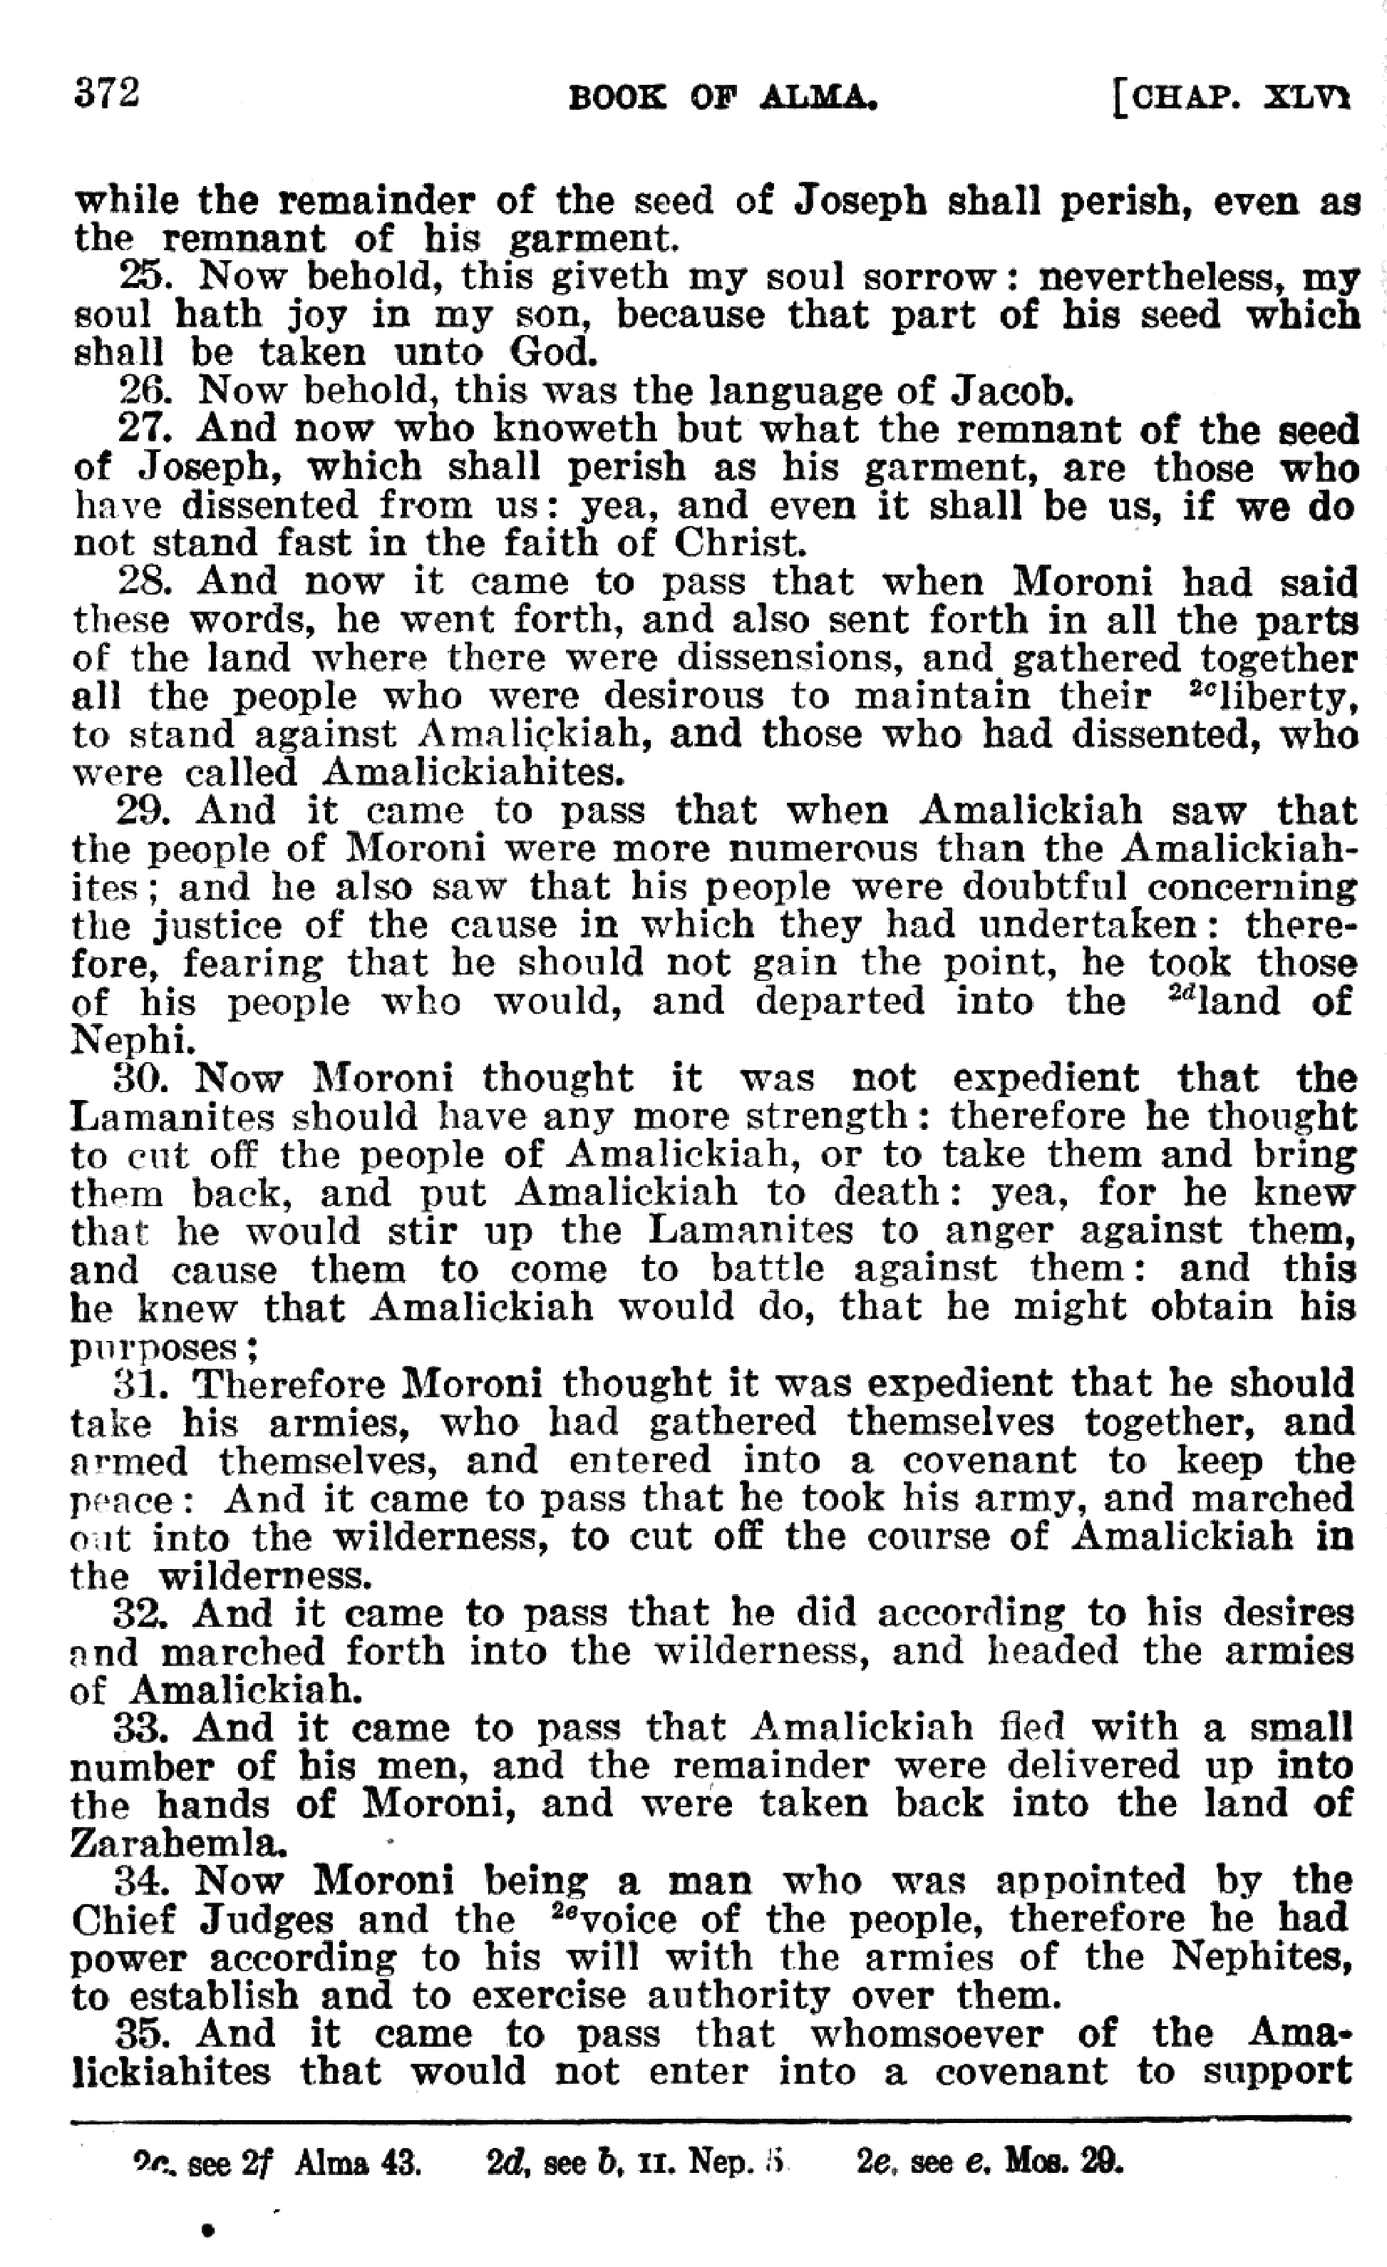 372 BOOK OF ALMA. [CHAP. XLVI
while the remainder of the seed of Joseph shall perish, even as
the remnant of his garment.
25. Now behold, this giveth my soul sorrow: nevertheless, my
soul hath joy in my son, because that part of his seed which
shall be taken unto God.
26. Now behold, this was the language of Jacob.
27. And now who knoweth but what the remnant of the seed
of Joseph, which shall perish as his garment, are those who
have dissented from us: yea, and even it shall be us, if we do
not stand fast in the faith of Christ.
28. And now it came to pass that when Moroni had said
these words, he went forth, and also sent forth in all the parts
of the land where there were dissensions, and gathered together
all the people who were desirous to maintain their 2cliberty,
to stand against Amalickiah, and those who had dissented, who
were called Amalickiahites.
29. And it came to pass that when Amalickiah saw that
the people of Moroni were more numerous than the Amalickiah-
ites; and he also saw that his people were doubtful concerning
the justice of the cause in which they had undertaken: there-
fore, fearing that he should not gain the point, he took those
of his people who would, and departed into the 2dland of
Nephi.
30. Now Moroni thought it was not expedient that the
Lamanites should have any more strength: therefore he thought
to cut off the people of Amalickiah, or to take them and bring
them back, and put Amalickiah to death: yea, for he knew
that he would stir up the Lamanites to anger against them,
and cause them to come to battle against them: and this
he knew that Amalickiah would do, that he might obtain his
purposes;
31. Therefore Moroni thought it was expedient that he should
take his armies, who had gathered themselves together, and
armed themselves, and entered into a covenant to keep the
peace: And it came to pass that he took his army, and marched
out into the wilderness, to cut off the course of Amalickiah in
the wilderness.
32. And it came to pass that he did according to his desires
and marched forth into the wilderness, and headed the armies
of Amalickiah.
33. And it came to pass that Amalickiah fled with a small
number of his men, and the remainder were delivered up into
the hands of Moroni, and were taken back into the land of
Zarahemla.
34. Now Moroni being a man who was appointed by the
Chief Judges and the 2evoice of the people, therefore he had
power according to his will with the armies of the Nephites,
to establish and to exercise authority over them.
35. And it came to pass that whomsoever of the Ama-
lickiahites that would not enter into a covenant to support
2c, see 2f Alma 43. 2d, see b, II. Nep. 5 2e, see e. Mos. 29.